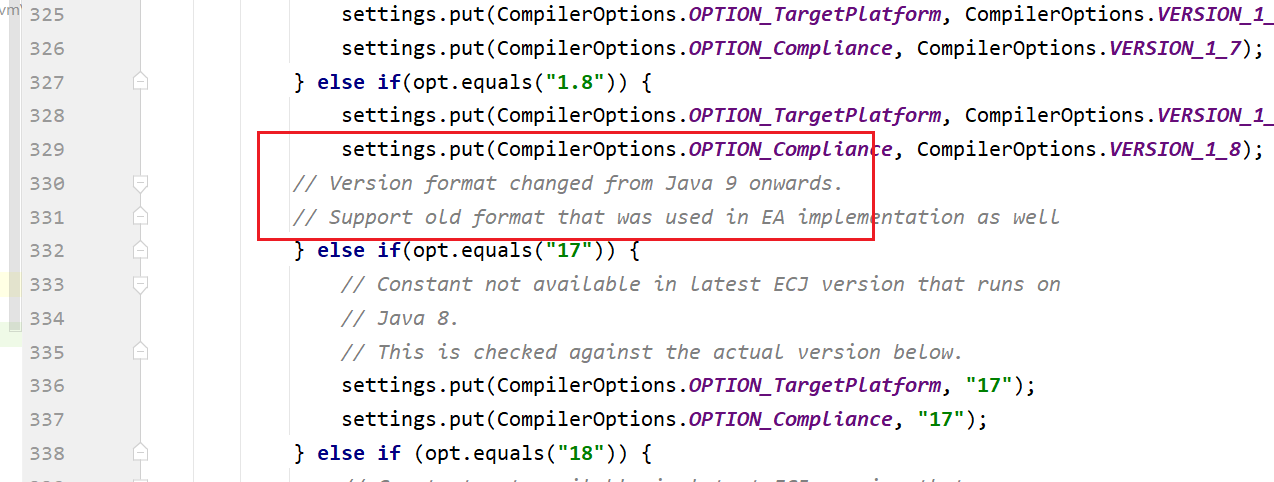 vm'
325 settings.put(CompilerOptions.OPTION_TargetPlatform, CompilerOptions.VERSION_1_
326 settings.put(CompilerOptions.OPTION_Compliance, CompilerOptions.VERSION_1_7);
327 } else if(opt.equals("1.8")) {
328 settings.put(CompilerOptions.OPTION_TargetPlatform, CompilerOptions.VERSION_1_
329 settings.put(CompilerOptions.OPTION_Compliance, CompilerOptions.VERSION_1_8);
330 // Version format changed from Java 9 onwards.
331 // Support old format that was used in EA implementation as well
332 } else if(opt.equals("17")) {
333 // Constant not available in latest ECJ version that runs on
334 // Java 8.
335 // This is checked against the actual version below.
336 settings.put(CompilerOptions.OPTION_TargetPlatform, "17");
337 settings.put(CompilerOptions.OPTION_Compliance, "17");
338 } else if (opt.equals("18")) {